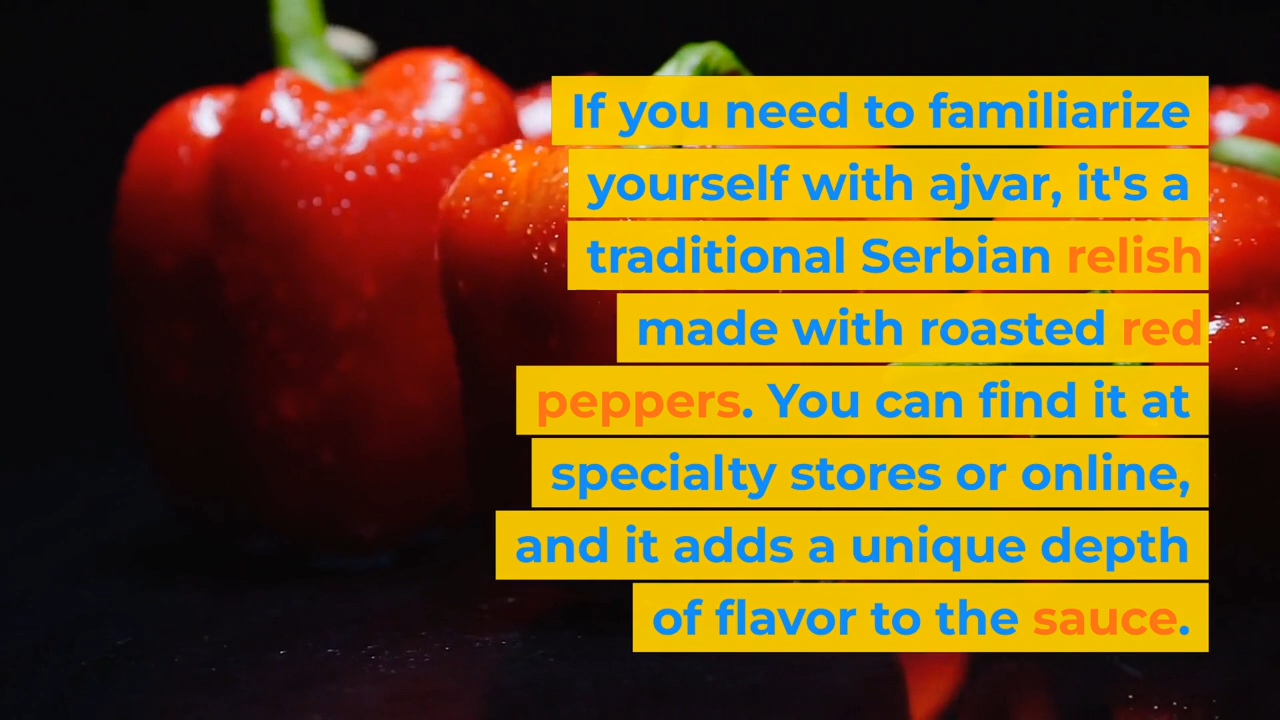 If you need to familiarize
yourself with ajvar, it's a
traditional Serbian relish
made with roasted red
peppers. You can find it at
specialty stores or online,
and it adds a unique depth
of flavor to the sauce.